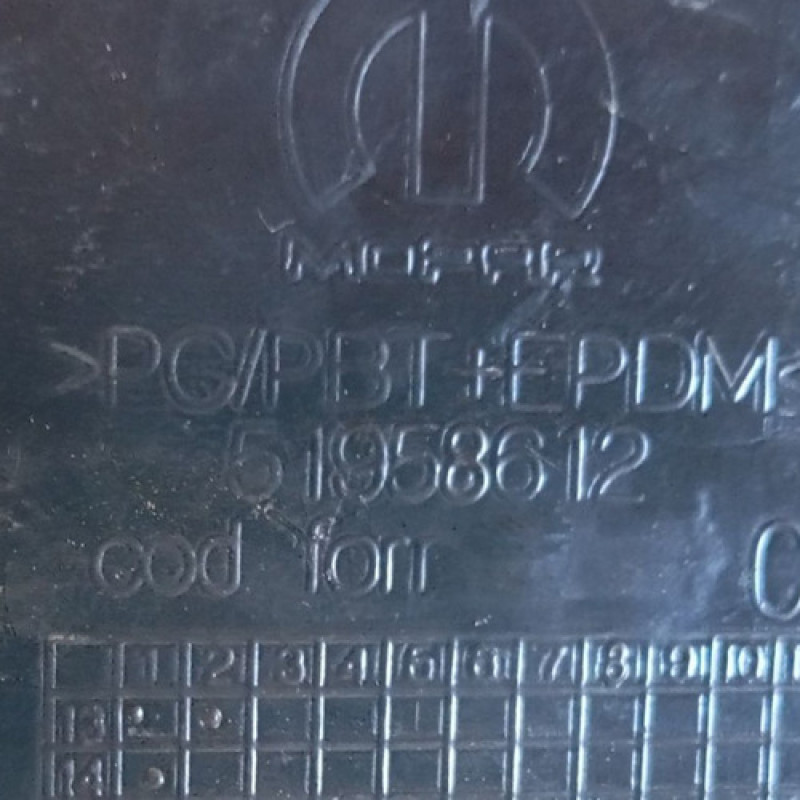 MOPAR
>PC/PBT+EPDM<
51958612
cod forn
C
1 2 3 4 5 6 7 8 9 10
13
14